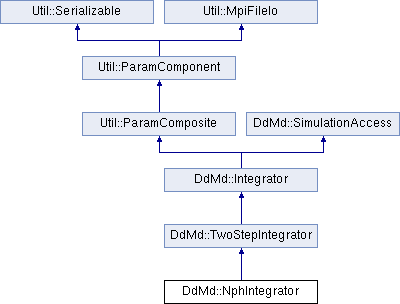 Util::Serializable Util::MpiFileIo
Util::ParamComponent
Util::ParamComposite DdMd::SimulationAccess
DdMd::Integrator
DdMd::TwoStepIntegrator
DdMd::NphIntegrator